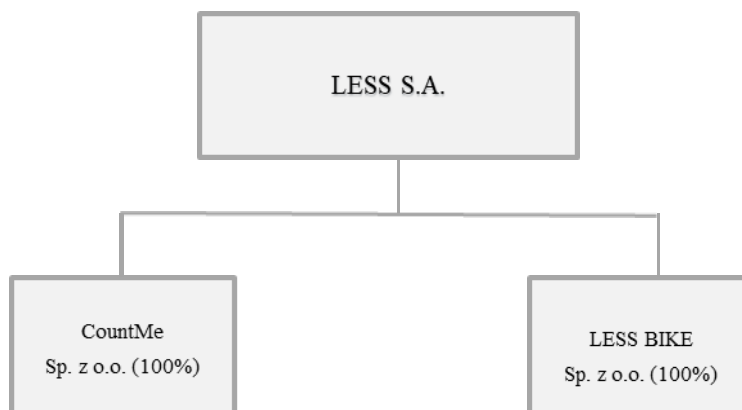 LESS S.A.
CountMe
Sp. z o.o. (100%)
LESS BIKE
Sp. z o.o. (100%)